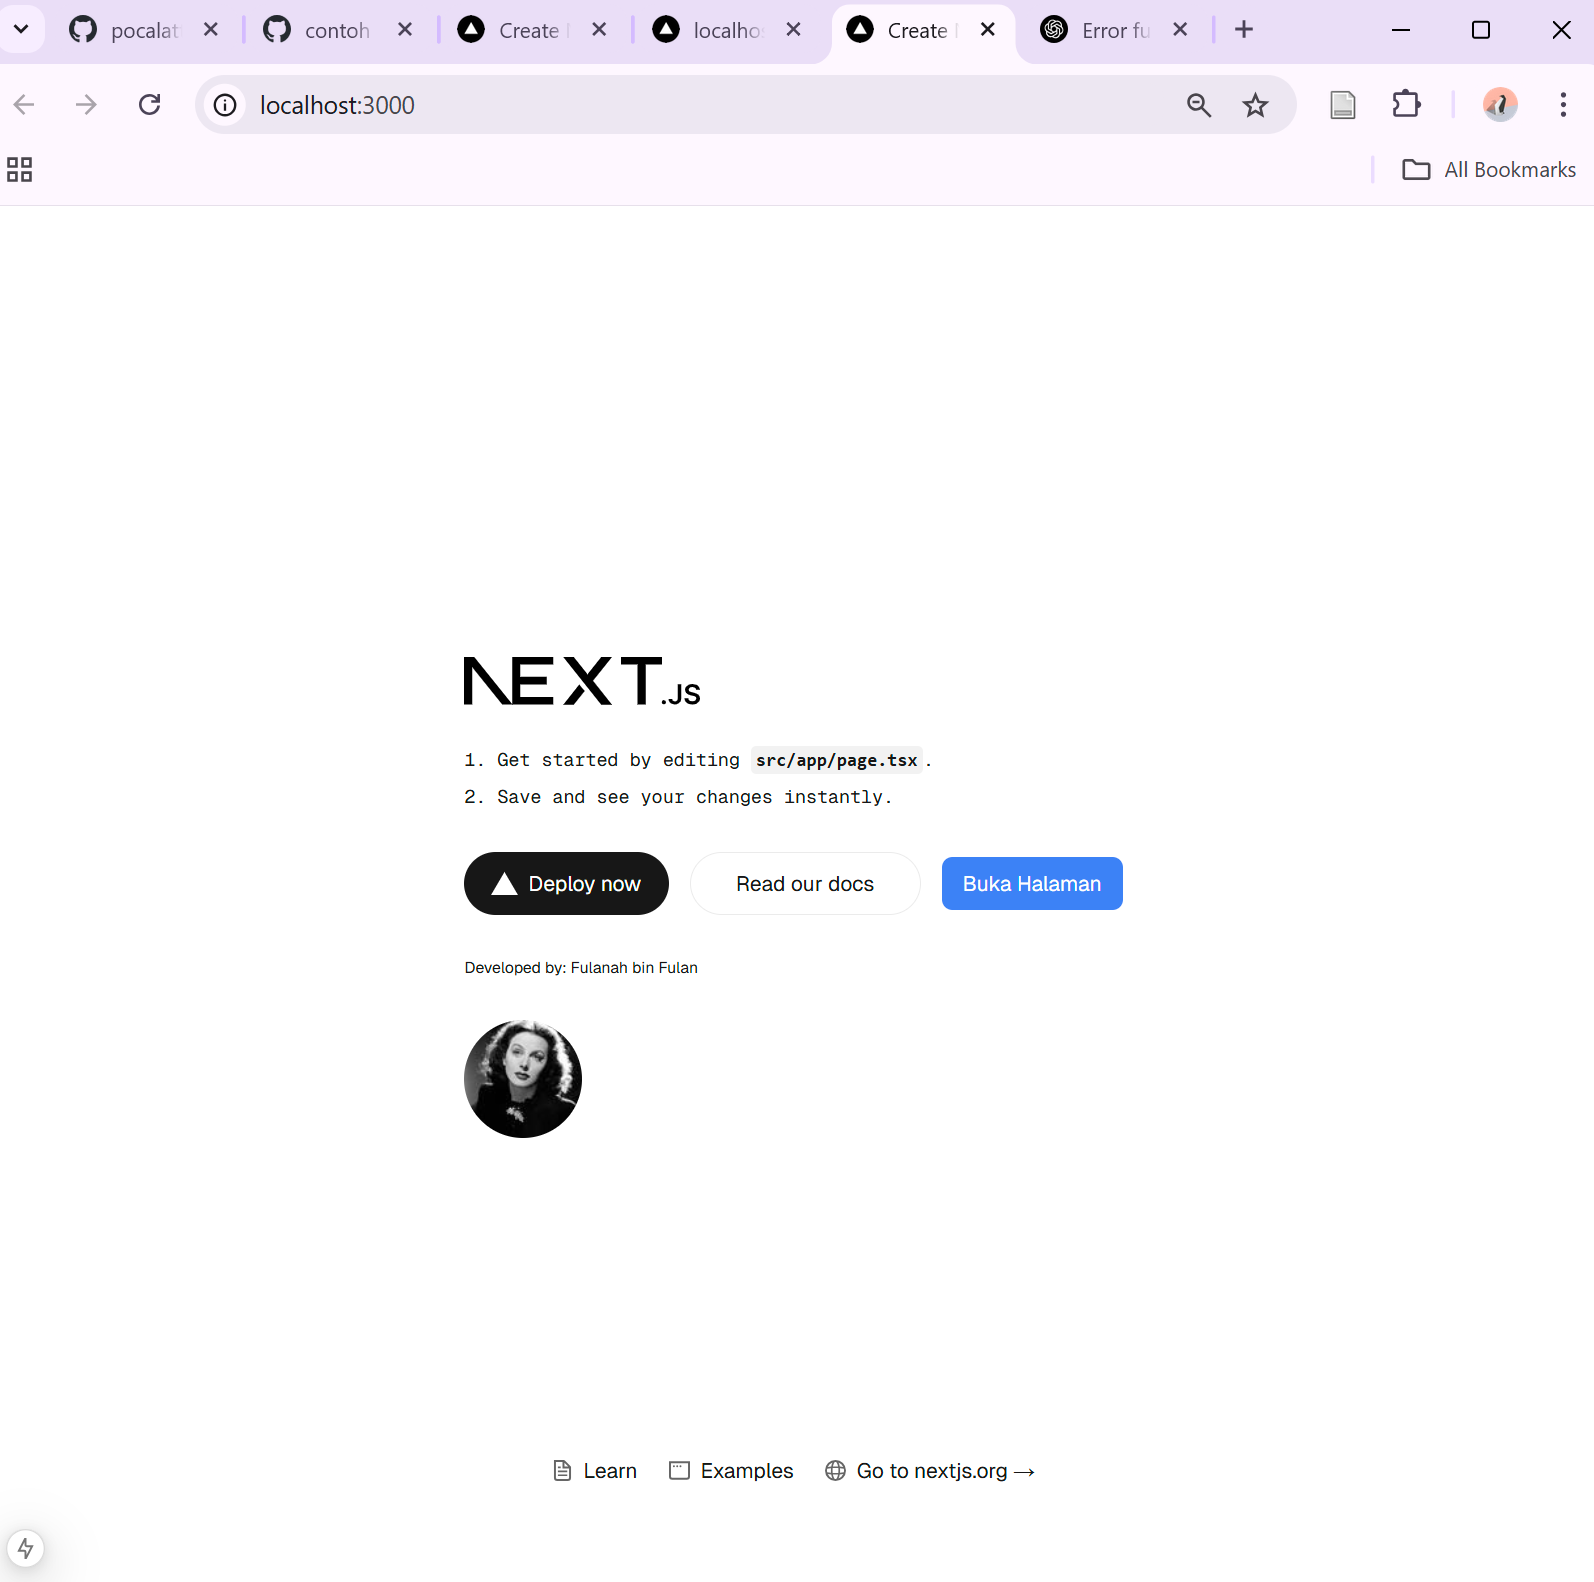 pocalat
contoh
Create
localho
Create
Error fu
localhost:3000
All Bookmarks
NEXT.JS
1. Get started by editing src/app/page.tsx.
2. Save and see your changes instantly.
Deploy now
Read our docs
Buka Halaman
Developed by: Fulanah bin Fulan
Learn
Examples
Go to nextjs.org →